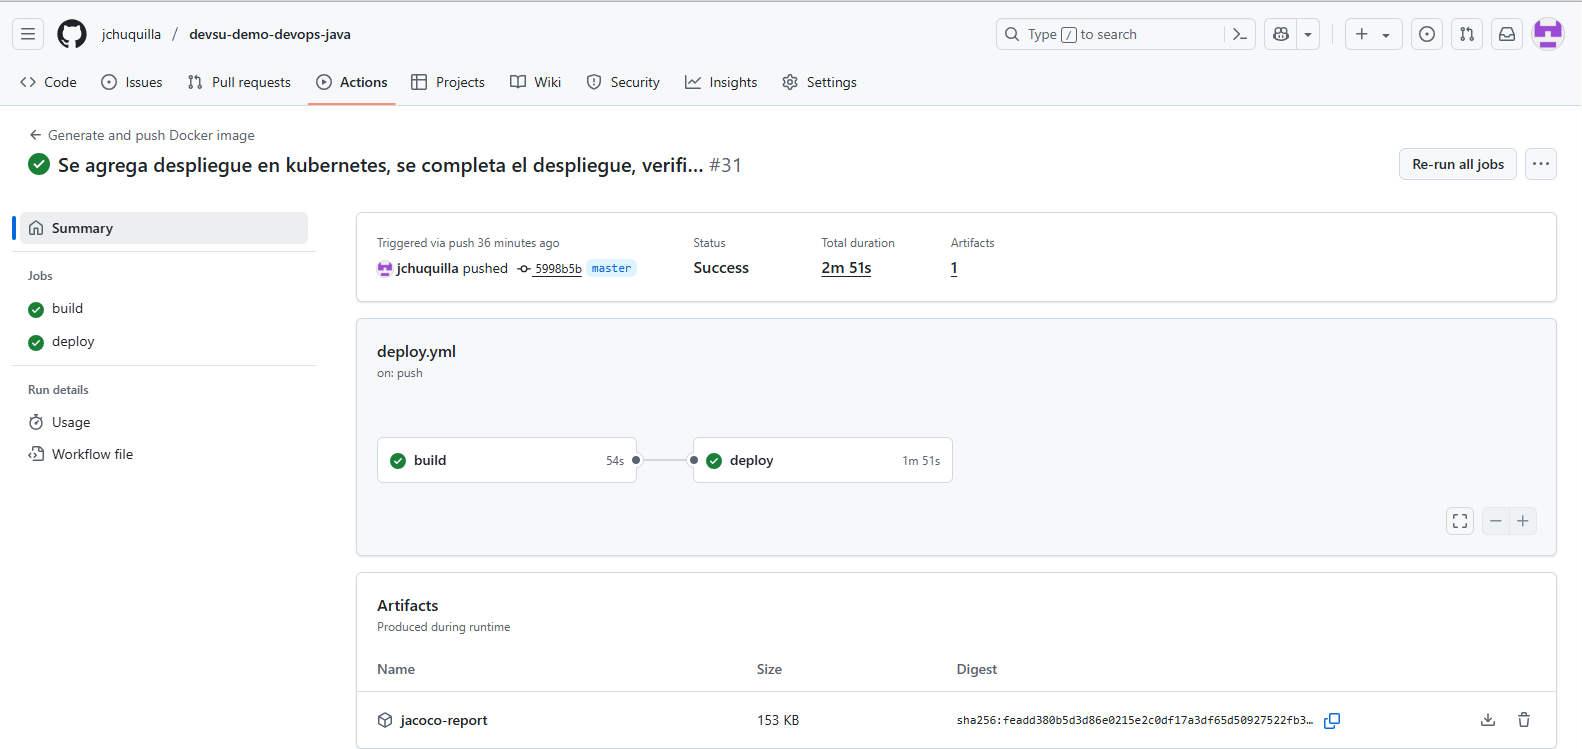 jchuquilla / devsu-demo-devops-java
Type / to search
Code Issues Pull requests Actions Projects Wiki Security Insights Settings
Generate and push Docker image
Se agrega despliegue en kubernetes, se completa el despliegue, verifi... #31
Re-run all jobs
Summary
Jobs
build
deploy
Run details
Usage
Workflow file
Triggered via push 36 minutes ago
jchuquilla pushed 5998b5b master
Status
Success
Total duration
2m 51s
Artifacts
1
deploy.yml
on: push
build 54s
deploy 1m 51s
Artifacts
Produced during runtime
Name Size Digest
jacoco-report 153 KB sha256:feadd380b5d3d86e0215e2c0df17a3df65d50927522fb3…